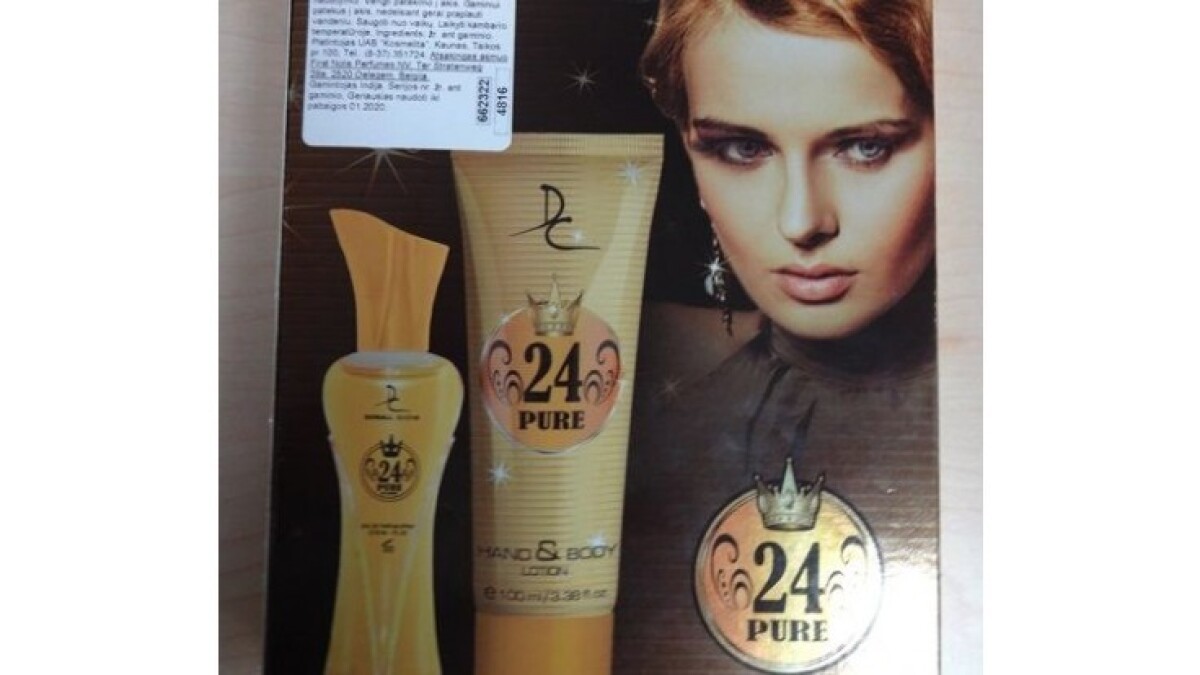 naudojimo. Vengti patekimo į akis. Gaminiui
patekus į akis, nedelsiant gerai praplauti
vandeniu. Saugoti nuo vaikų. Laikyti kambario
temperatūroje. Ingredients: žr. ant gaminio.
Platintojas UAB "Kosmelita", Kaunas, Taikos
pr.100, Tel.: (8-37) 351724. Atsakingas asmuo
First Note Perfumes NV, Ter Stratenweg
2520 Oelegem, Belgija.
Gamintojas Indija. Serijos nr. žr. ant
gaminio. Geriausias naudoti iki
pabaigos 01.2020.
662322
4816
DC
24
PURE
HAND & BODY
LOTION
e 100 ml/3.38 fl.oz
DC
24
PURE
24
PURE